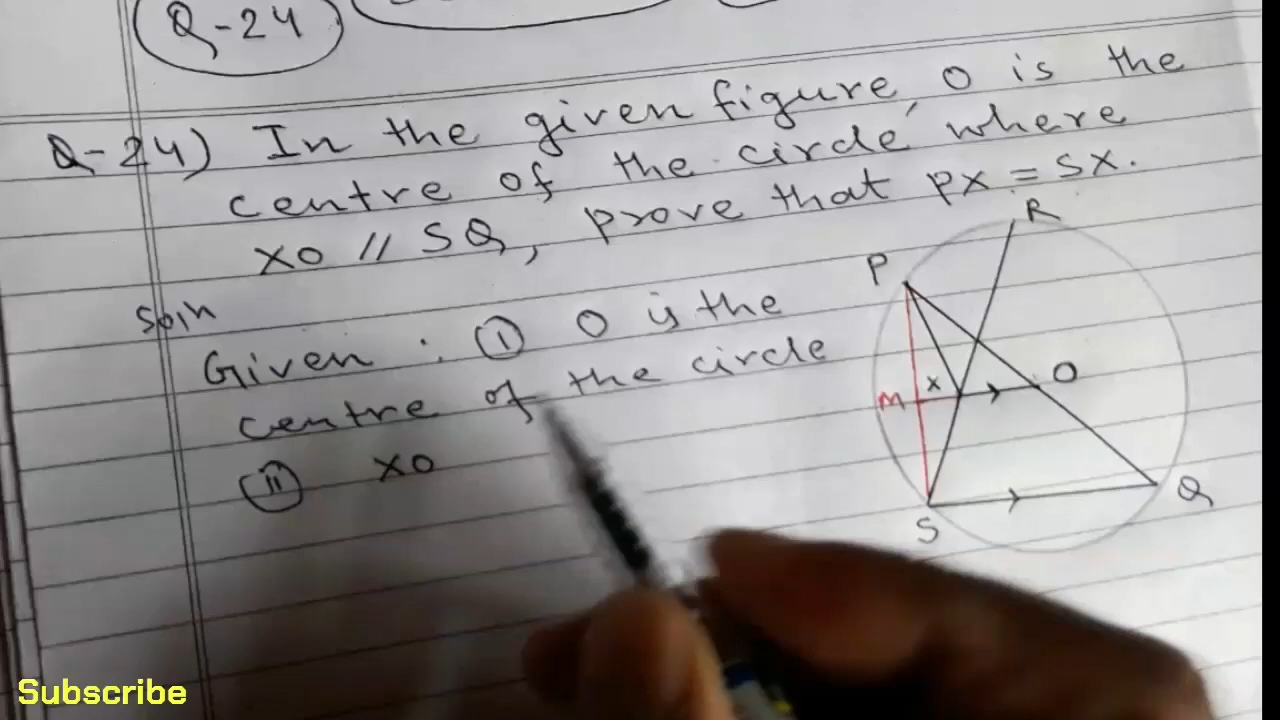 Q-24
Q-24) In the given figure, O is the
centre of the circle where
XO // SQ, prove that PX = SX.
Soln
Given : (i) O is the
centre of the circle
(ii) XO
R
P
O
X
M
S
Q
Subscribe